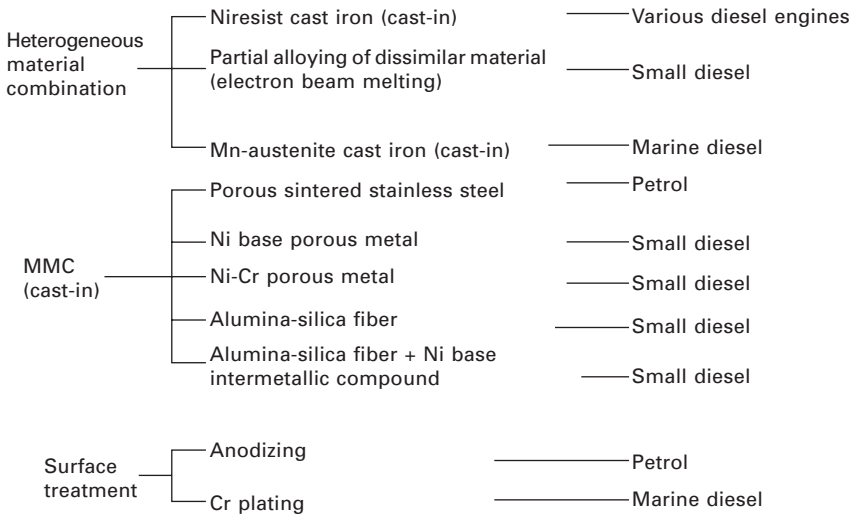 Heterogeneous
material
combination
Niresist cast iron (cast-in)
Various diesel engines
Partial alloying of dissimilar material
(electron beam melting)
Small diesel
Mn-austenite cast iron (cast-in)
Marine diesel
MMC
(cast-in)
Porous sintered stainless steel
Petrol
Ni base porous metal
Small diesel
Ni-Cr porous metal
Small diesel
Alumina-silica fiber
Small diesel
Alumina-silica fiber + Ni base
intermetallic compound
Small diesel
Surface
treatment
Anodizing
Petrol
Cr plating
Marine diesel